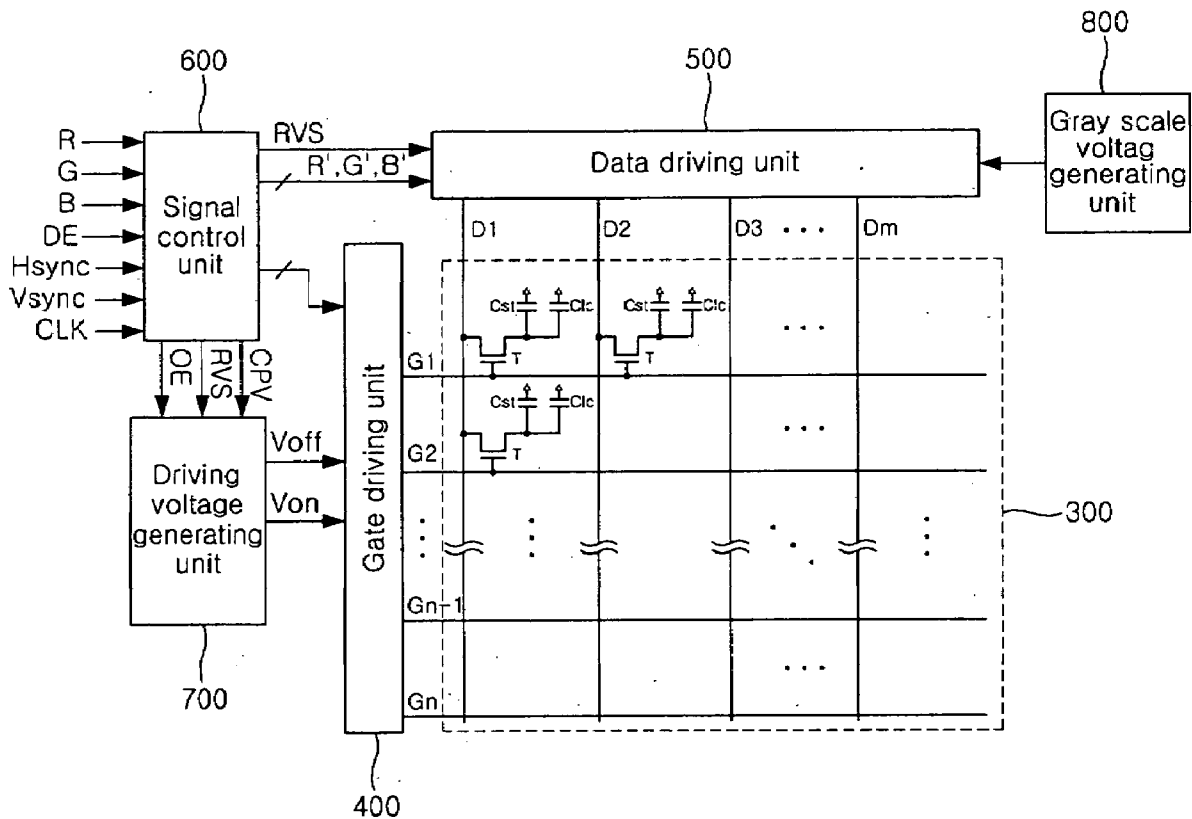 600
500
800
R
G
B
DE
Hsync
Vsync
CLK
Signal
control
unit
RVS
R',G',B'
Data driving unit
Gray scale
voltag
generating
unit
D1
D2
D3
Dm
OE
RVS
CPV
Gate driving unit
Cst
Clc
Cst
Clc
T
T
G1
Cst
Clc
T
G2
Driving
voltage
generating
unit
Voff
Von
300
Gn-1
Gn
700
400